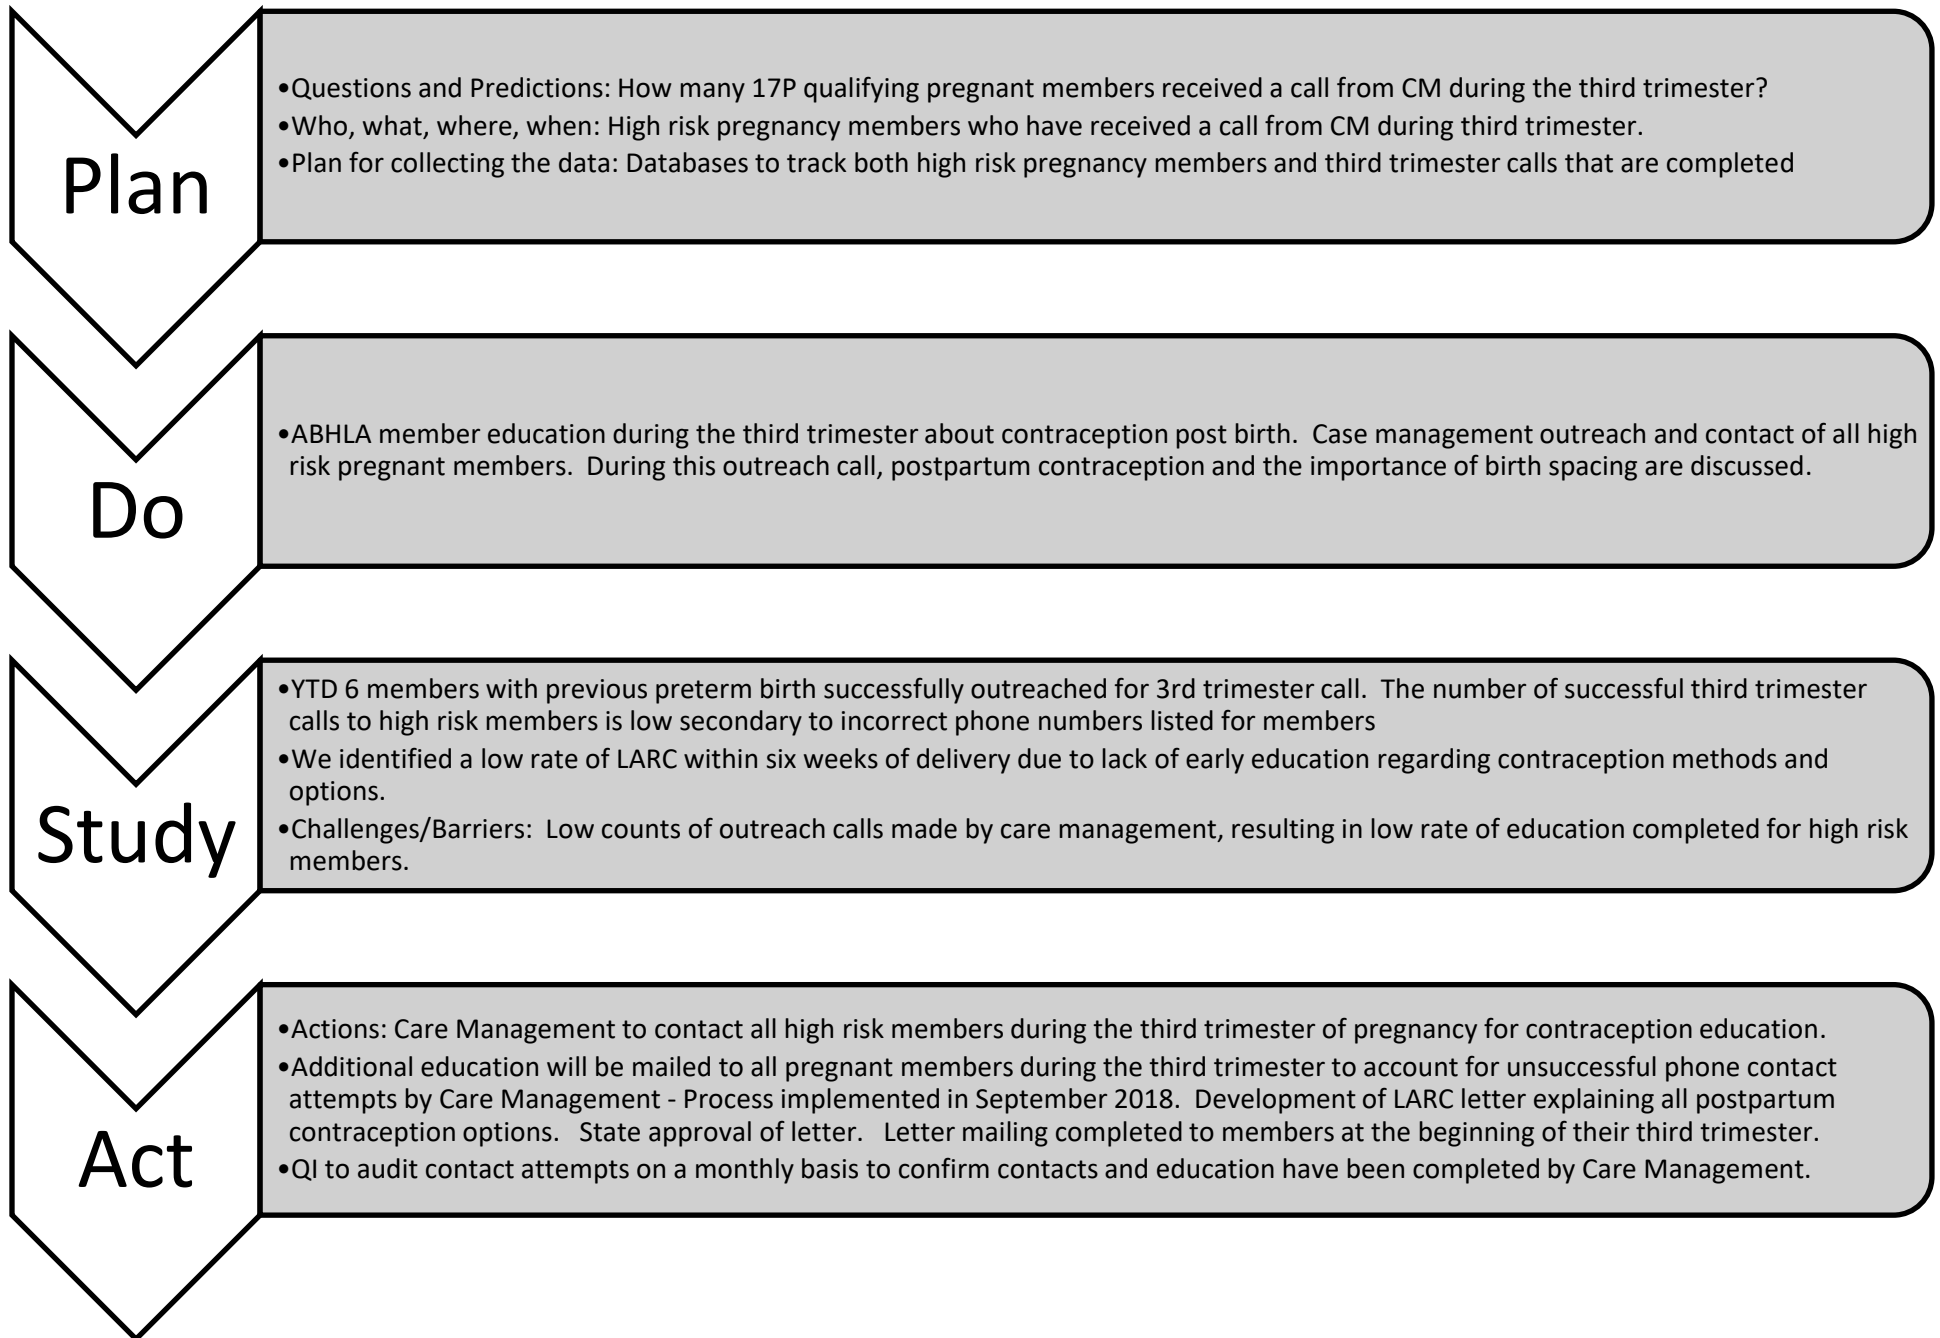 Plan
•Questions and Predictions: How many 17P qualifying pregnant members received a call from CM during the third trimester?
•Who, what, where, when: High risk pregnancy members who have received a call from CM during third trimester.
•Plan for collecting the data: Databases to track both high risk pregnancy members and third trimester calls that are completed
Do
•ABHLA member education during the third trimester about contraception post birth.  Case management outreach and contact of all high
risk pregnant members.  During this outreach call, postpartum contraception and the importance of birth spacing are discussed.
Study
•YTD 6 members with previous preterm birth successfully outreached for 3rd trimester call.  The number of successful third trimester
calls to high risk members is low secondary to incorrect phone numbers listed for members
•We identified a low rate of LARC within six weeks of delivery due to lack of early education regarding contraception methods and
options.
•Challenges/Barriers:  Low counts of outreach calls made by care management, resulting in low rate of education completed for high risk
members.
Act
•Actions: Care Management to contact all high risk members during the third trimester of pregnancy for contraception education.
•Additional education will be mailed to all pregnant members during the third trimester to account for unsuccessful phone contact
attempts by Care Management - Process implemented in September 2018.  Development of LARC letter explaining all postpartum
contraception options.   State approval of letter.   Letter mailing completed to members at the beginning of their third trimester.
•QI to audit contact attempts on a monthly basis to confirm contacts and education have been completed by Care Management.